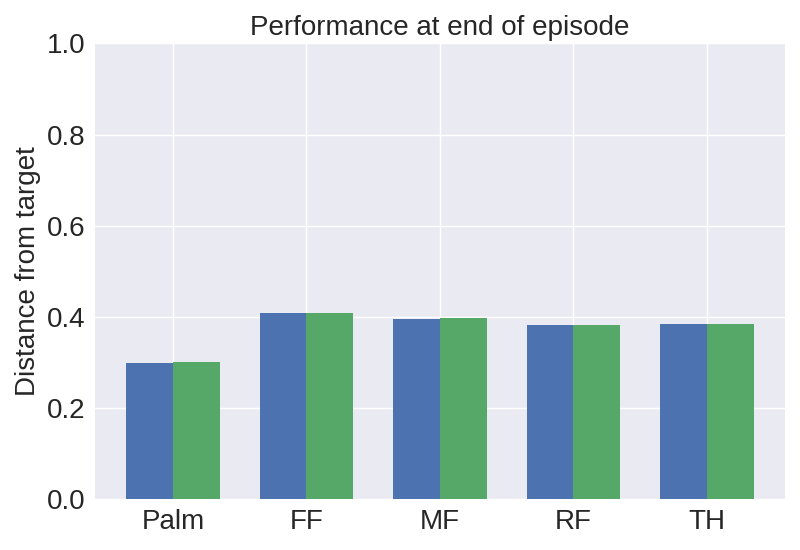 Performance at end of episode
Distance from target
1.0
0.8
0.6
0.4
0.2
0.0
Palm FF MF RF TH